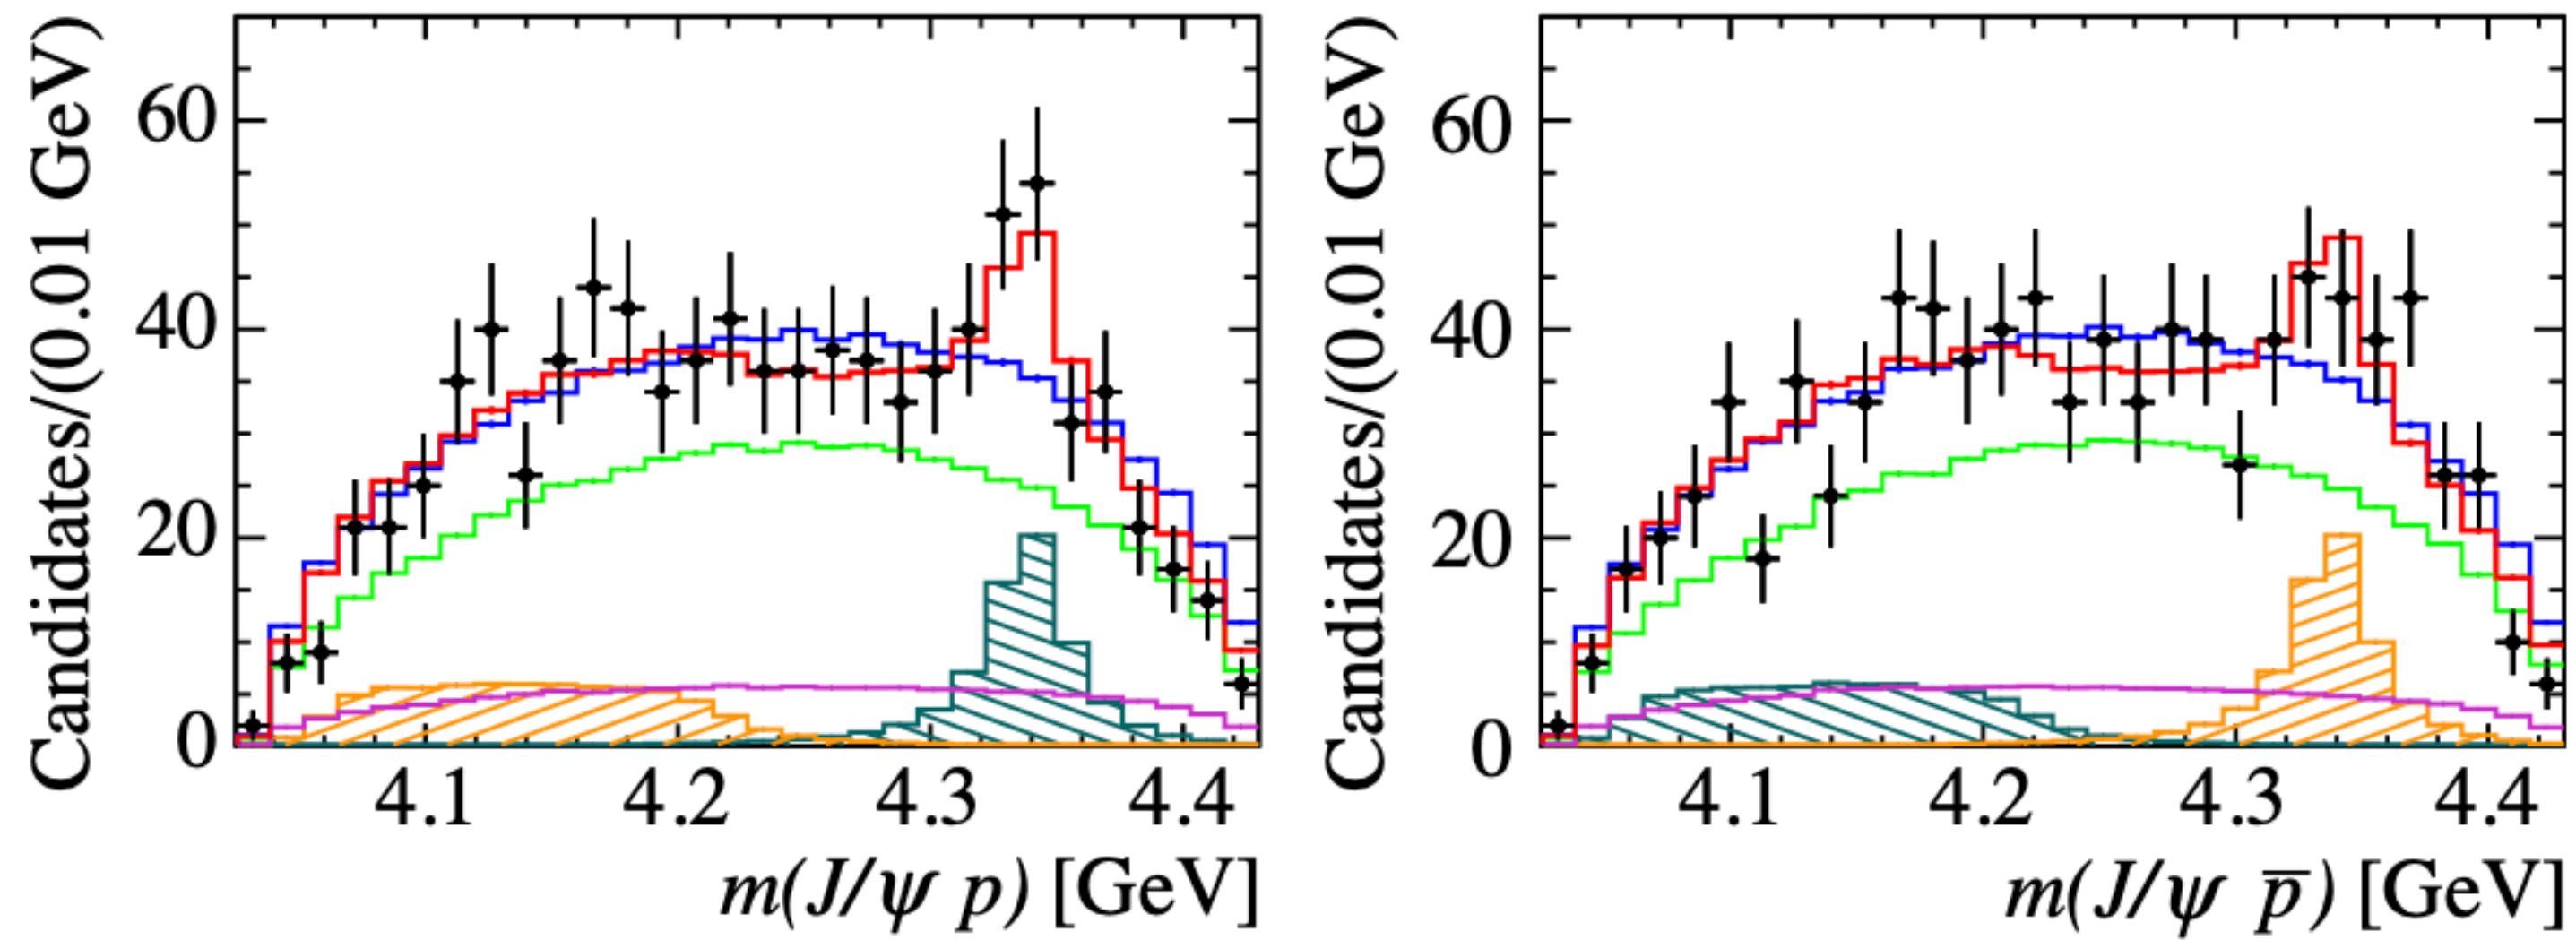 Candidates/(0.01 GeV)
60
40
20
0
4.1 4.2 4.3 4.4
m(J/ψ p) [GeV]
Candidates/(0.01 GeV)
60
40
20
0
4.1 4.2 4.3 4.4
m(J/ψ p̅) [GeV]